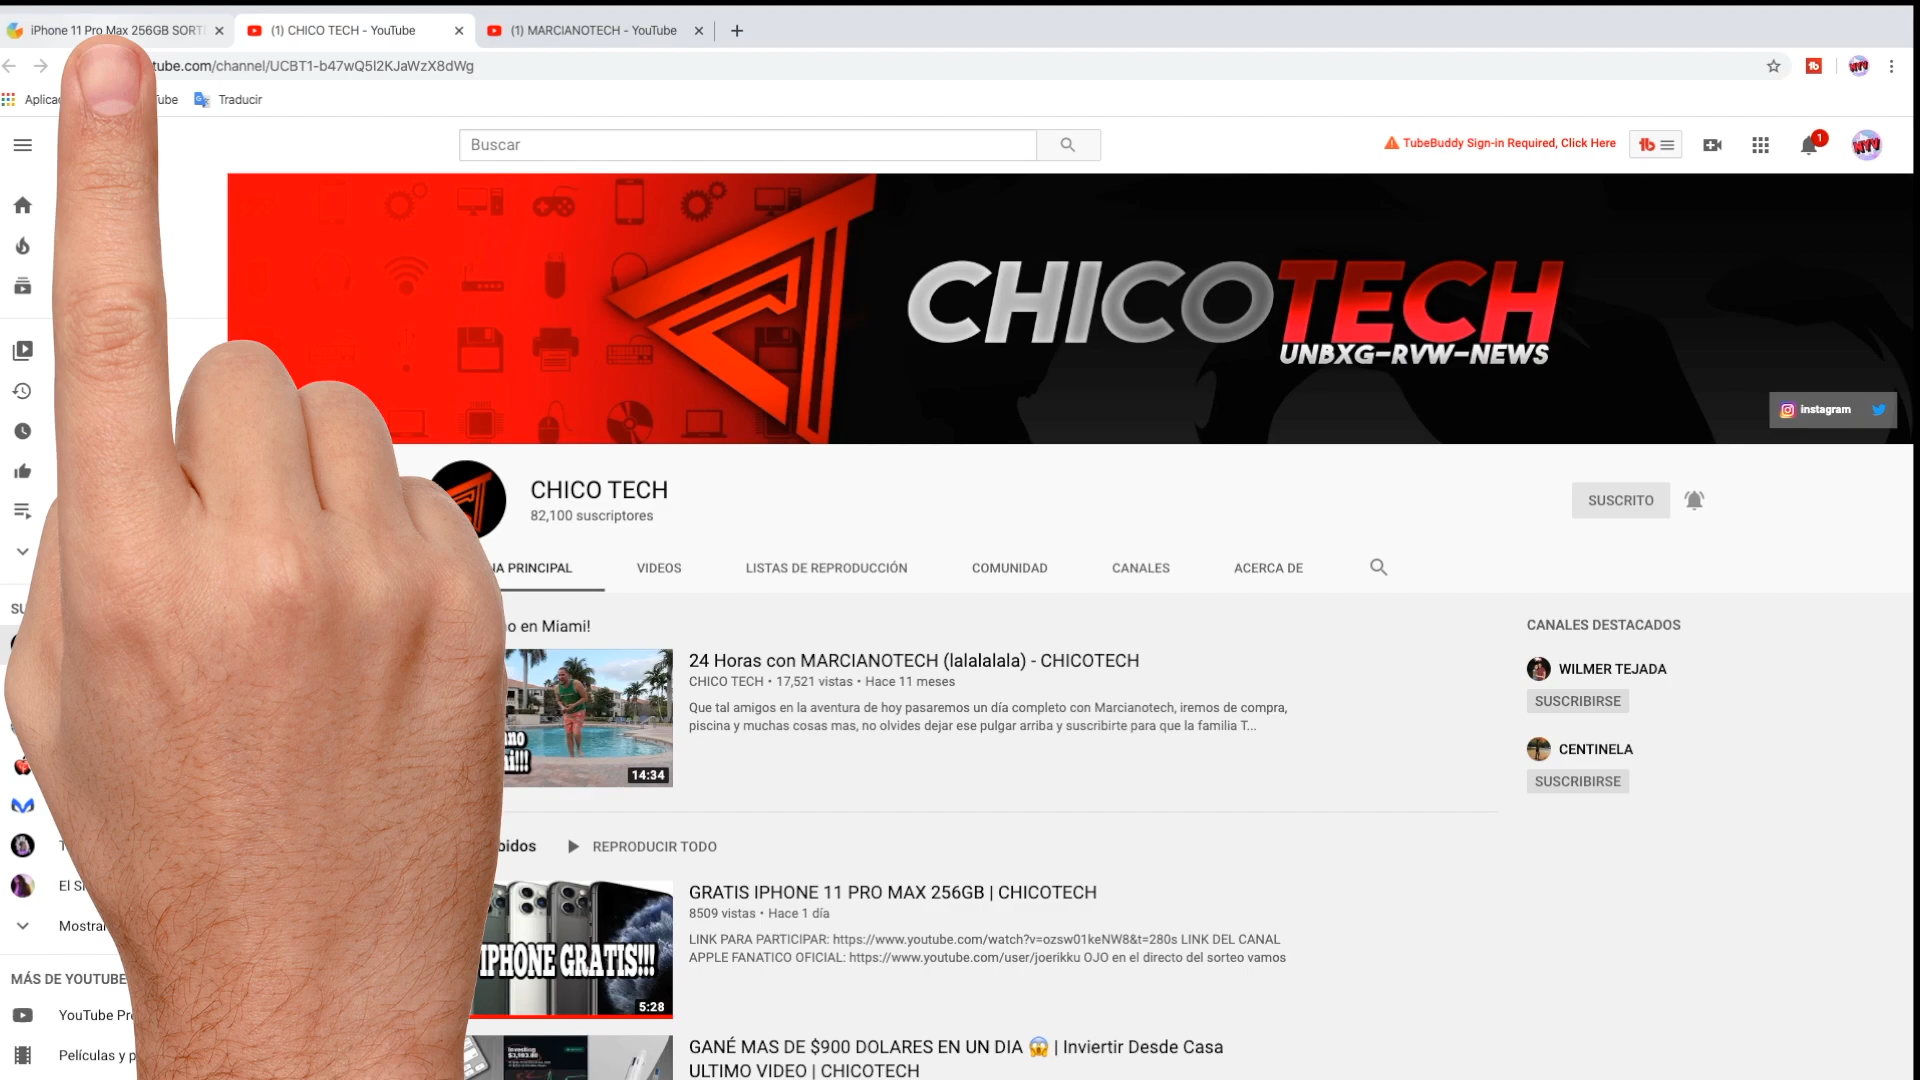 iPhone 11 Pro Max 256GB SORT
(1) CHICO TECH - YouTube
(1) MARCIANOTECH - YouTube
tube.com/channel/UCBT1-b47wQ5I2KJaWzX8dWg
Tube
Traducir
Buscar
TubeBuddy Sign-in Required, Click Here
1
CHICOTECH
UNBXG-RVW-NEWS
instagram
CHICO TECH
82,100 suscriptores
SUSCRITO
PRINCIPAL
VIDEOS
LISTAS DE REPRODUCCIÓN
COMUNIDAD
CANALES
ACERCA DE
en Miami!
CANALES DESTACADOS
24 Horas con MARCIANOTECH (lalalalala) - CHICOTECH
CHICO TECH • 17,521 vistas • Hace 11 meses
Que tal amigos en la aventura de hoy pasaremos un día completo con Marcianotech, iremos de compra,
piscina y muchas cosas mas, no olvides dejar ese pulgar arriba y suscribirte para que la familia T...
14:34
WILMER TEJADA
SUSCRIBIRSE
CENTINELA
SUSCRIBIRSE
REPRODUCIR TODO
GRATIS IPHONE 11 PRO MAX 256GB | CHICOTECH
8509 vistas • Hace 1 día
LINK PARA PARTICIPAR: https://www.youtube.com/watch?v=ozsw01keNW8&t=280s LINK DEL CANAL
APPLE FANATICO OFICIAL: https://www.youtube.com/user/joerikku OJO en el directo del sorteo vamos
IPHONE GRATIS!!!
5:28
El
MÁS DE YOUTUBE
YouTube
Películas y
GANÉ MAS DE $900 DOLARES EN UN DIA 😱 | Inviertir Desde Casa
ULTIMO VIDEO | CHICOTECH